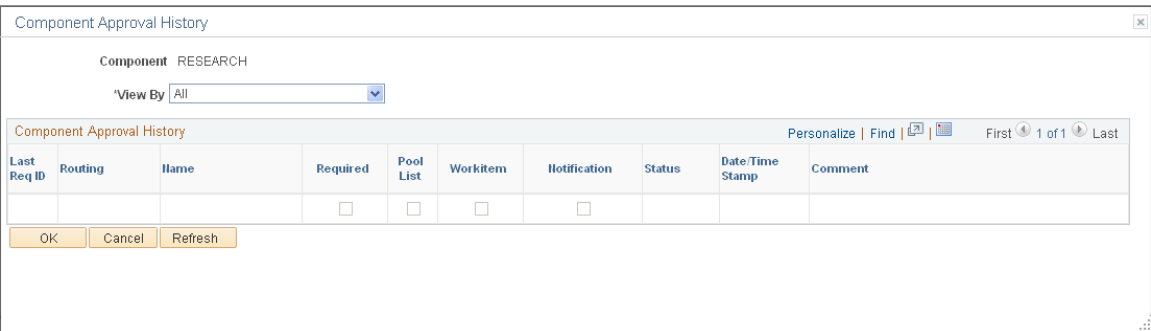 Component Approval History
Component RESEARCH
*View By All
Component Approval History Personalize | Find | | First 1 of 1 Last
Last Req ID Routing Name Required Pool List Workitem Notification Status Date/Time Stamp Comment
OK Cancel Refresh